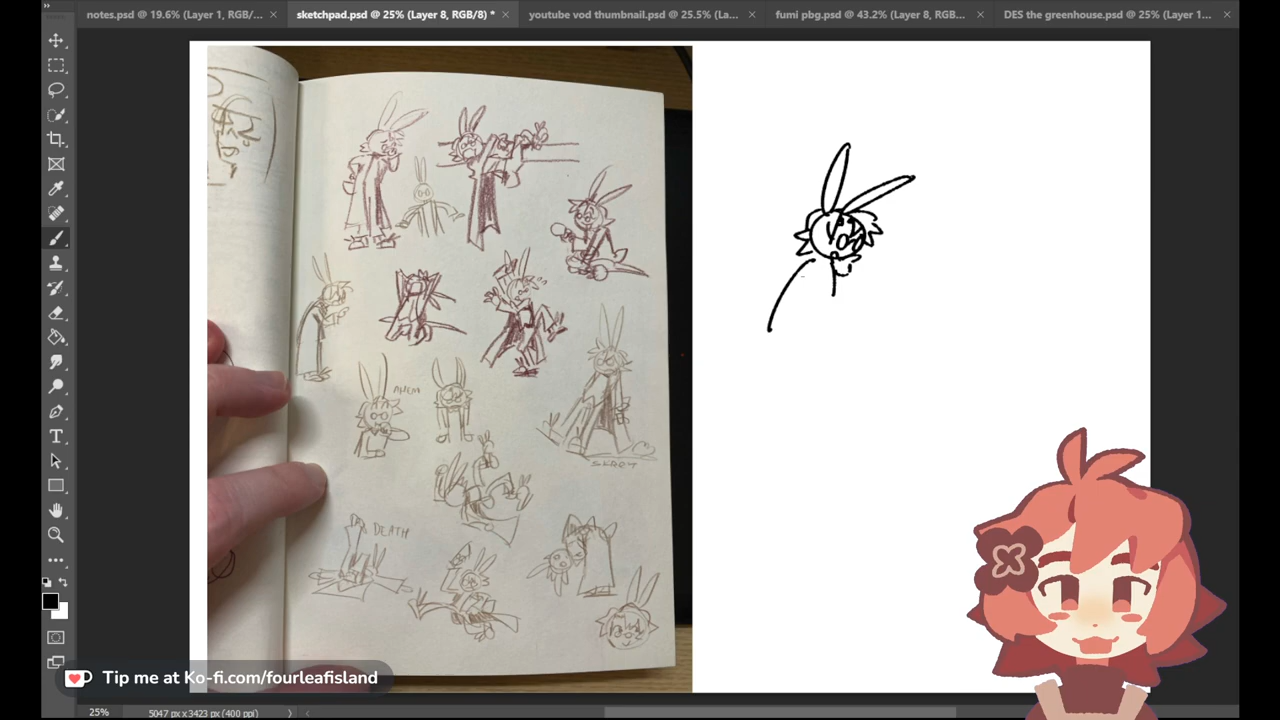 notes.psd @ 19.6% (Layer 1, RGB/... ×
sketchpad.psd @ 25% (Layer 8, RGB/8) * ×
youtube vod thumbnail.psd @ 25.5% (La... ×
fumi pbg.psd @ 43.2% (Layer 8, RGB... ×
DES the greenhouse.psd @ 25% (Layer 1... ×
AHEM
DEATH
Tip me at Ko-fi.com/fourleafisland
25%
5047 px x 3423 px (400 ppi)